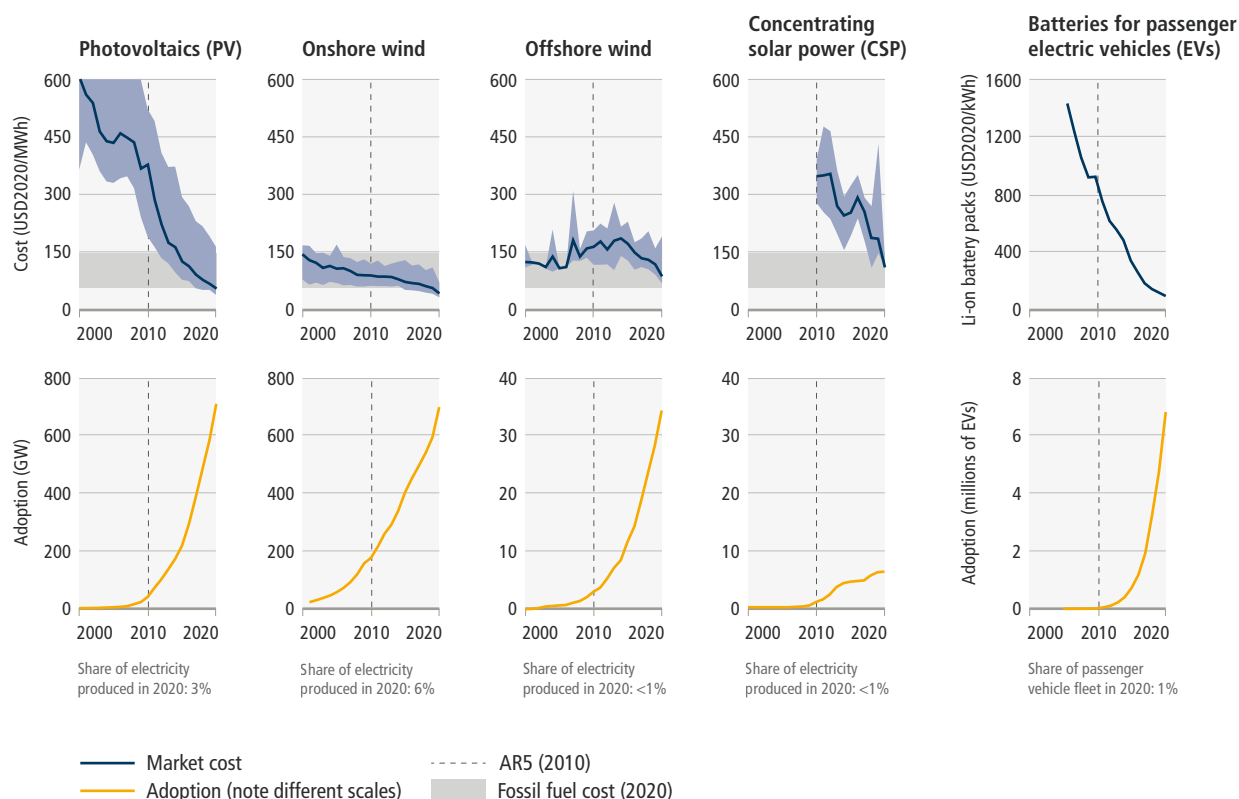 Photovoltaics (PV)
Onshore wind
Offshore wind
Concentrating
solar power (CSP)
Batteries for passenger
electric vehicles (EVs)
Cost (USD2020/MWh)
600
450
300
150
0
2000 2010 2020
600
450
300
150
0
2000 2010 2020
600
450
300
150
0
2000 2010 2020
600
450
300
150
0
2000 2010 2020
Li-on battery packs (USD2020/kWh)
1600
1200
800
400
0
2000 2010 2020
Adoption (GW)
800
600
400
200
0
2000 2010 2020
800
600
400
200
0
2000 2010 2020
40
30
20
10
0
2000 2010 2020
40
30
20
10
0
2000 2010 2020
Adoption (millions of EVs)
8
6
4
2
0
2000 2010 2020
Share of electricity
produced in 2020: 3%
Share of electricity
produced in 2020: 6%
Share of electricity
produced in 2020: <1%
Share of electricity
produced in 2020: <1%
Share of passenger
vehicle fleet in 2020: 1%
Market cost
Adoption (note different scales)
AR5 (2010)
Fossil fuel cost (2020)